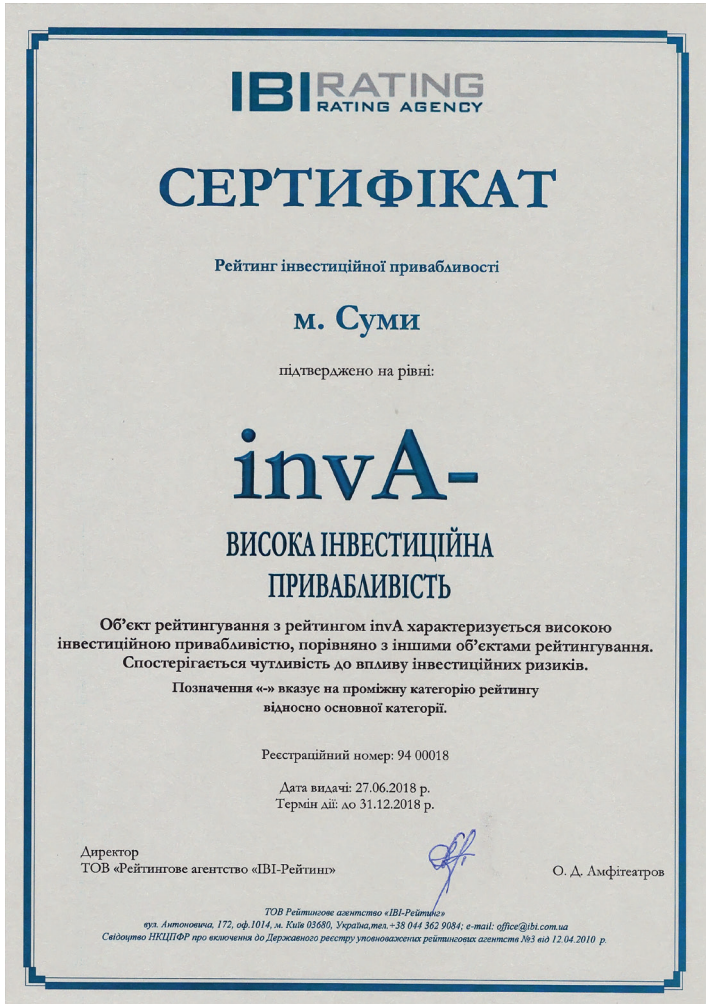 IBI RATING
RATING AGENCY
СЕРТИФІКАТ
Рейтинг інвестиційної привабливості
м. Суми
підтверджено на рівні:
invA-
ВИСОКА ІНВЕСТИЦІЙНА
ПРИВАБЛИВІСТЬ
Об’єкт рейтингування з рейтингом invA характеризується високою
інвестиційною привабливістю, порівняно з іншими об’єктами рейтингування.
Спостерігається чутливість до впливу інвестиційних ризиків.
Позначення «-» вказує на проміжну категорію рейтингу
відносно основної категорії.
Реєстраційний номер: 94 00018
Дата видачі: 27.06.2018 р.
Термін дії: до 31.12.2018 р.
Директор
ТОВ «Рейтингове агентство «ІВІ-Рейтинг»
О. Д. Амфітеатров
ТОВ Рейтингове агентство «ІВІ-Рейтинг»
вул. Антоновича, 172, оф.1014, м. Київ 03680, Україна,тел.+38 044 362 9084; e-mail: office@ibi.com.ua
Свідоцтво НКЦПФР про включення до Державного реєстру уповноважених рейтингових агентств №3 від 12.04.2010 р.